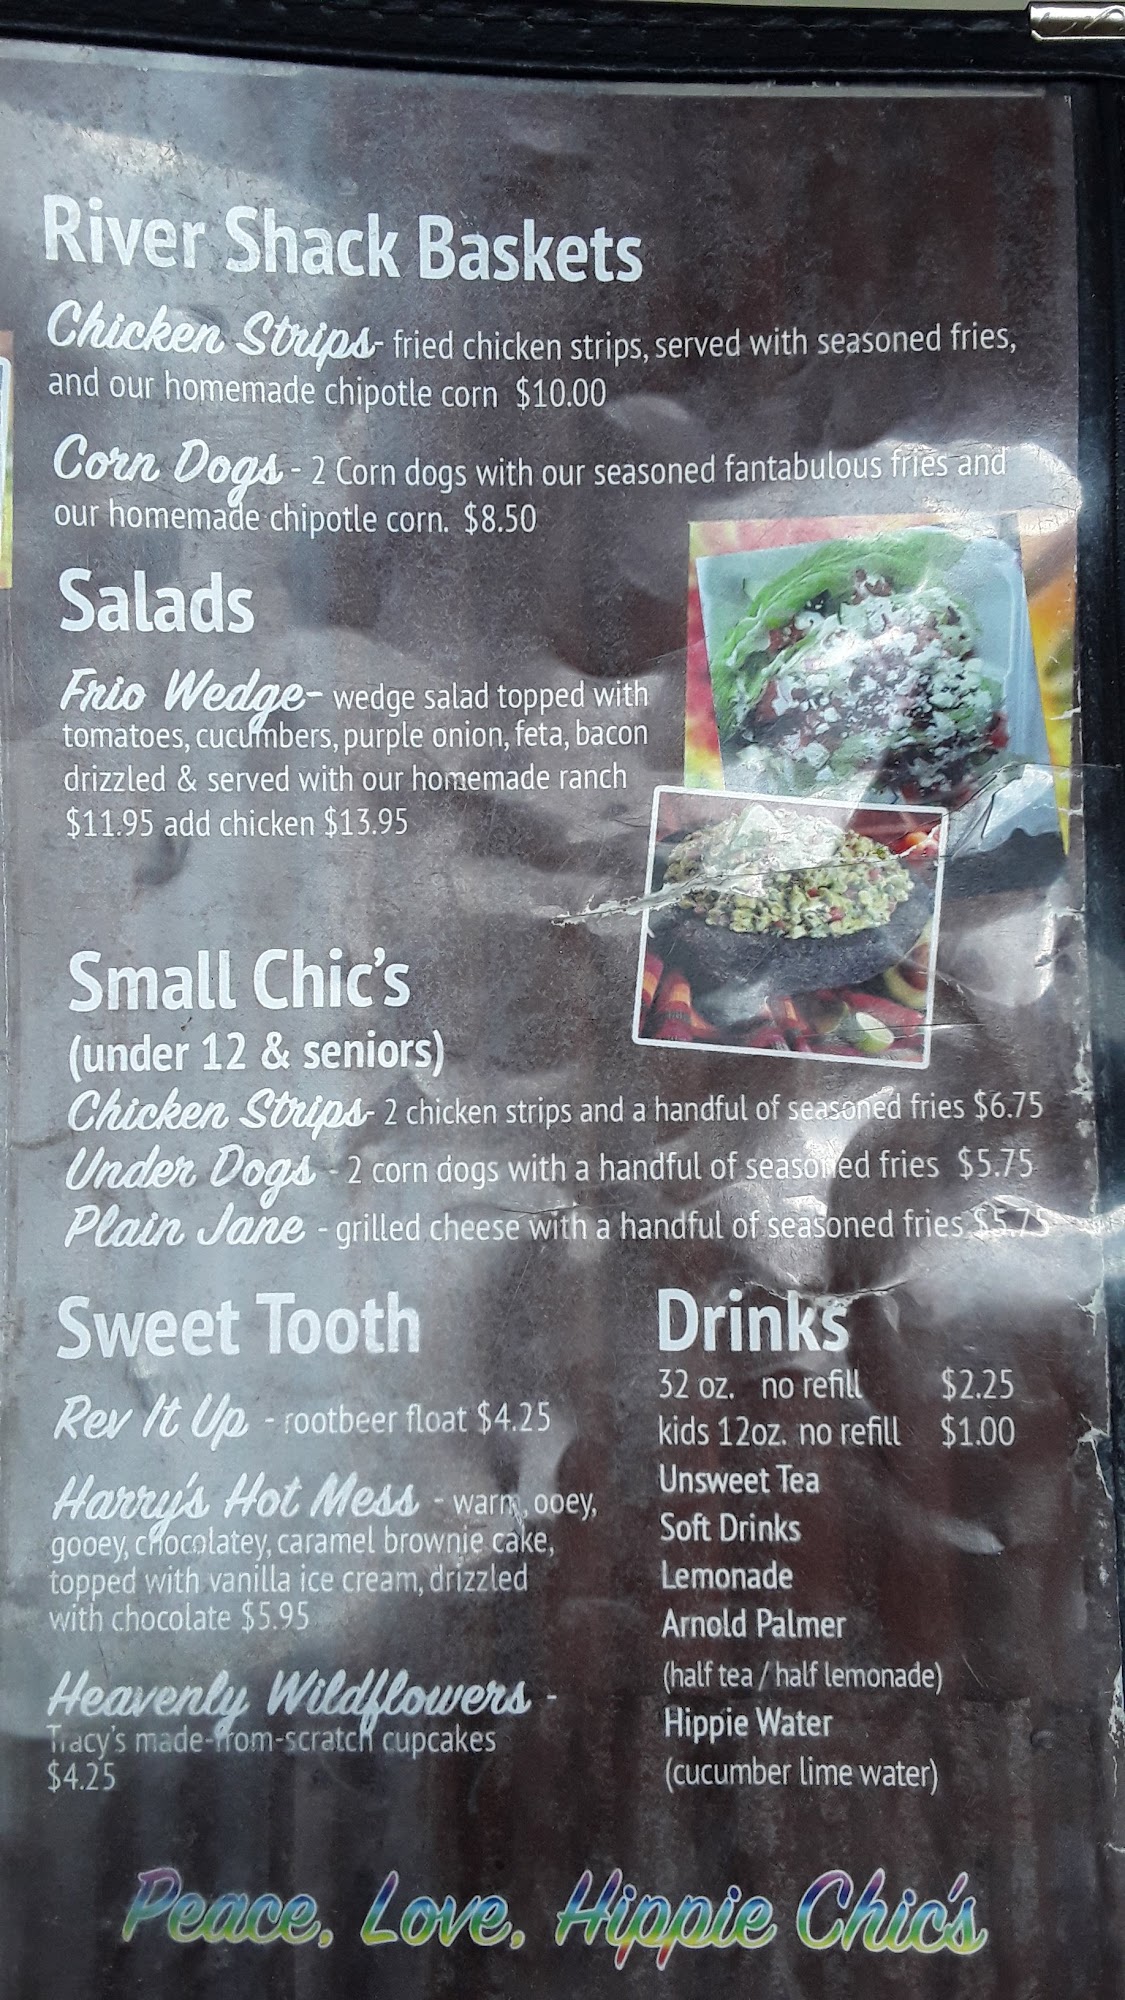 River Shack Baskets
Chicken Strips- fried chicken strips, served with seasoned fries,
and our homemade chipotle corn $10.00
Corn Dogs - 2 Corn dogs with our seasoned fantabulous fries and
our homemade chipotle corn. $8.50
Salads
Frio Wedge- wedge salad topped with
tomatoes, cucumbers, purple onion, feta, bacon
drizzled & served with our homemade ranch
$11.95 add chicken $13.95
Small Chic's
(under 12 & seniors)
Chicken Strips- 2 chicken strips and a handful of seasoned fries $6.75
Under Dogs - 2 corn dogs with a handful of seasoned fries $5.75
Plain Jane - grilled cheese with a handful of seasoned fries $5.75
Sweet Tooth
Rev It Up - rootbeer float $4.25
Harry's Hot Mess - warm, ooey,
gooey, chocolatey, caramel brownie cake,
topped with vanilla ice cream, drizzled
with chocolate $5.95
Heavenly Wildflowers -
Tracy's made-from-scratch cupcakes
$4.25
Drinks
32 oz. no refill $2.25
kids 12oz. no refill $1.00
Unsweet Tea
Soft Drinks
Lemonade
Arnold Palmer
(half tea / half lemonade)
Hippie Water
(cucumber lime water)
Peace, Love, Hippie Chic's